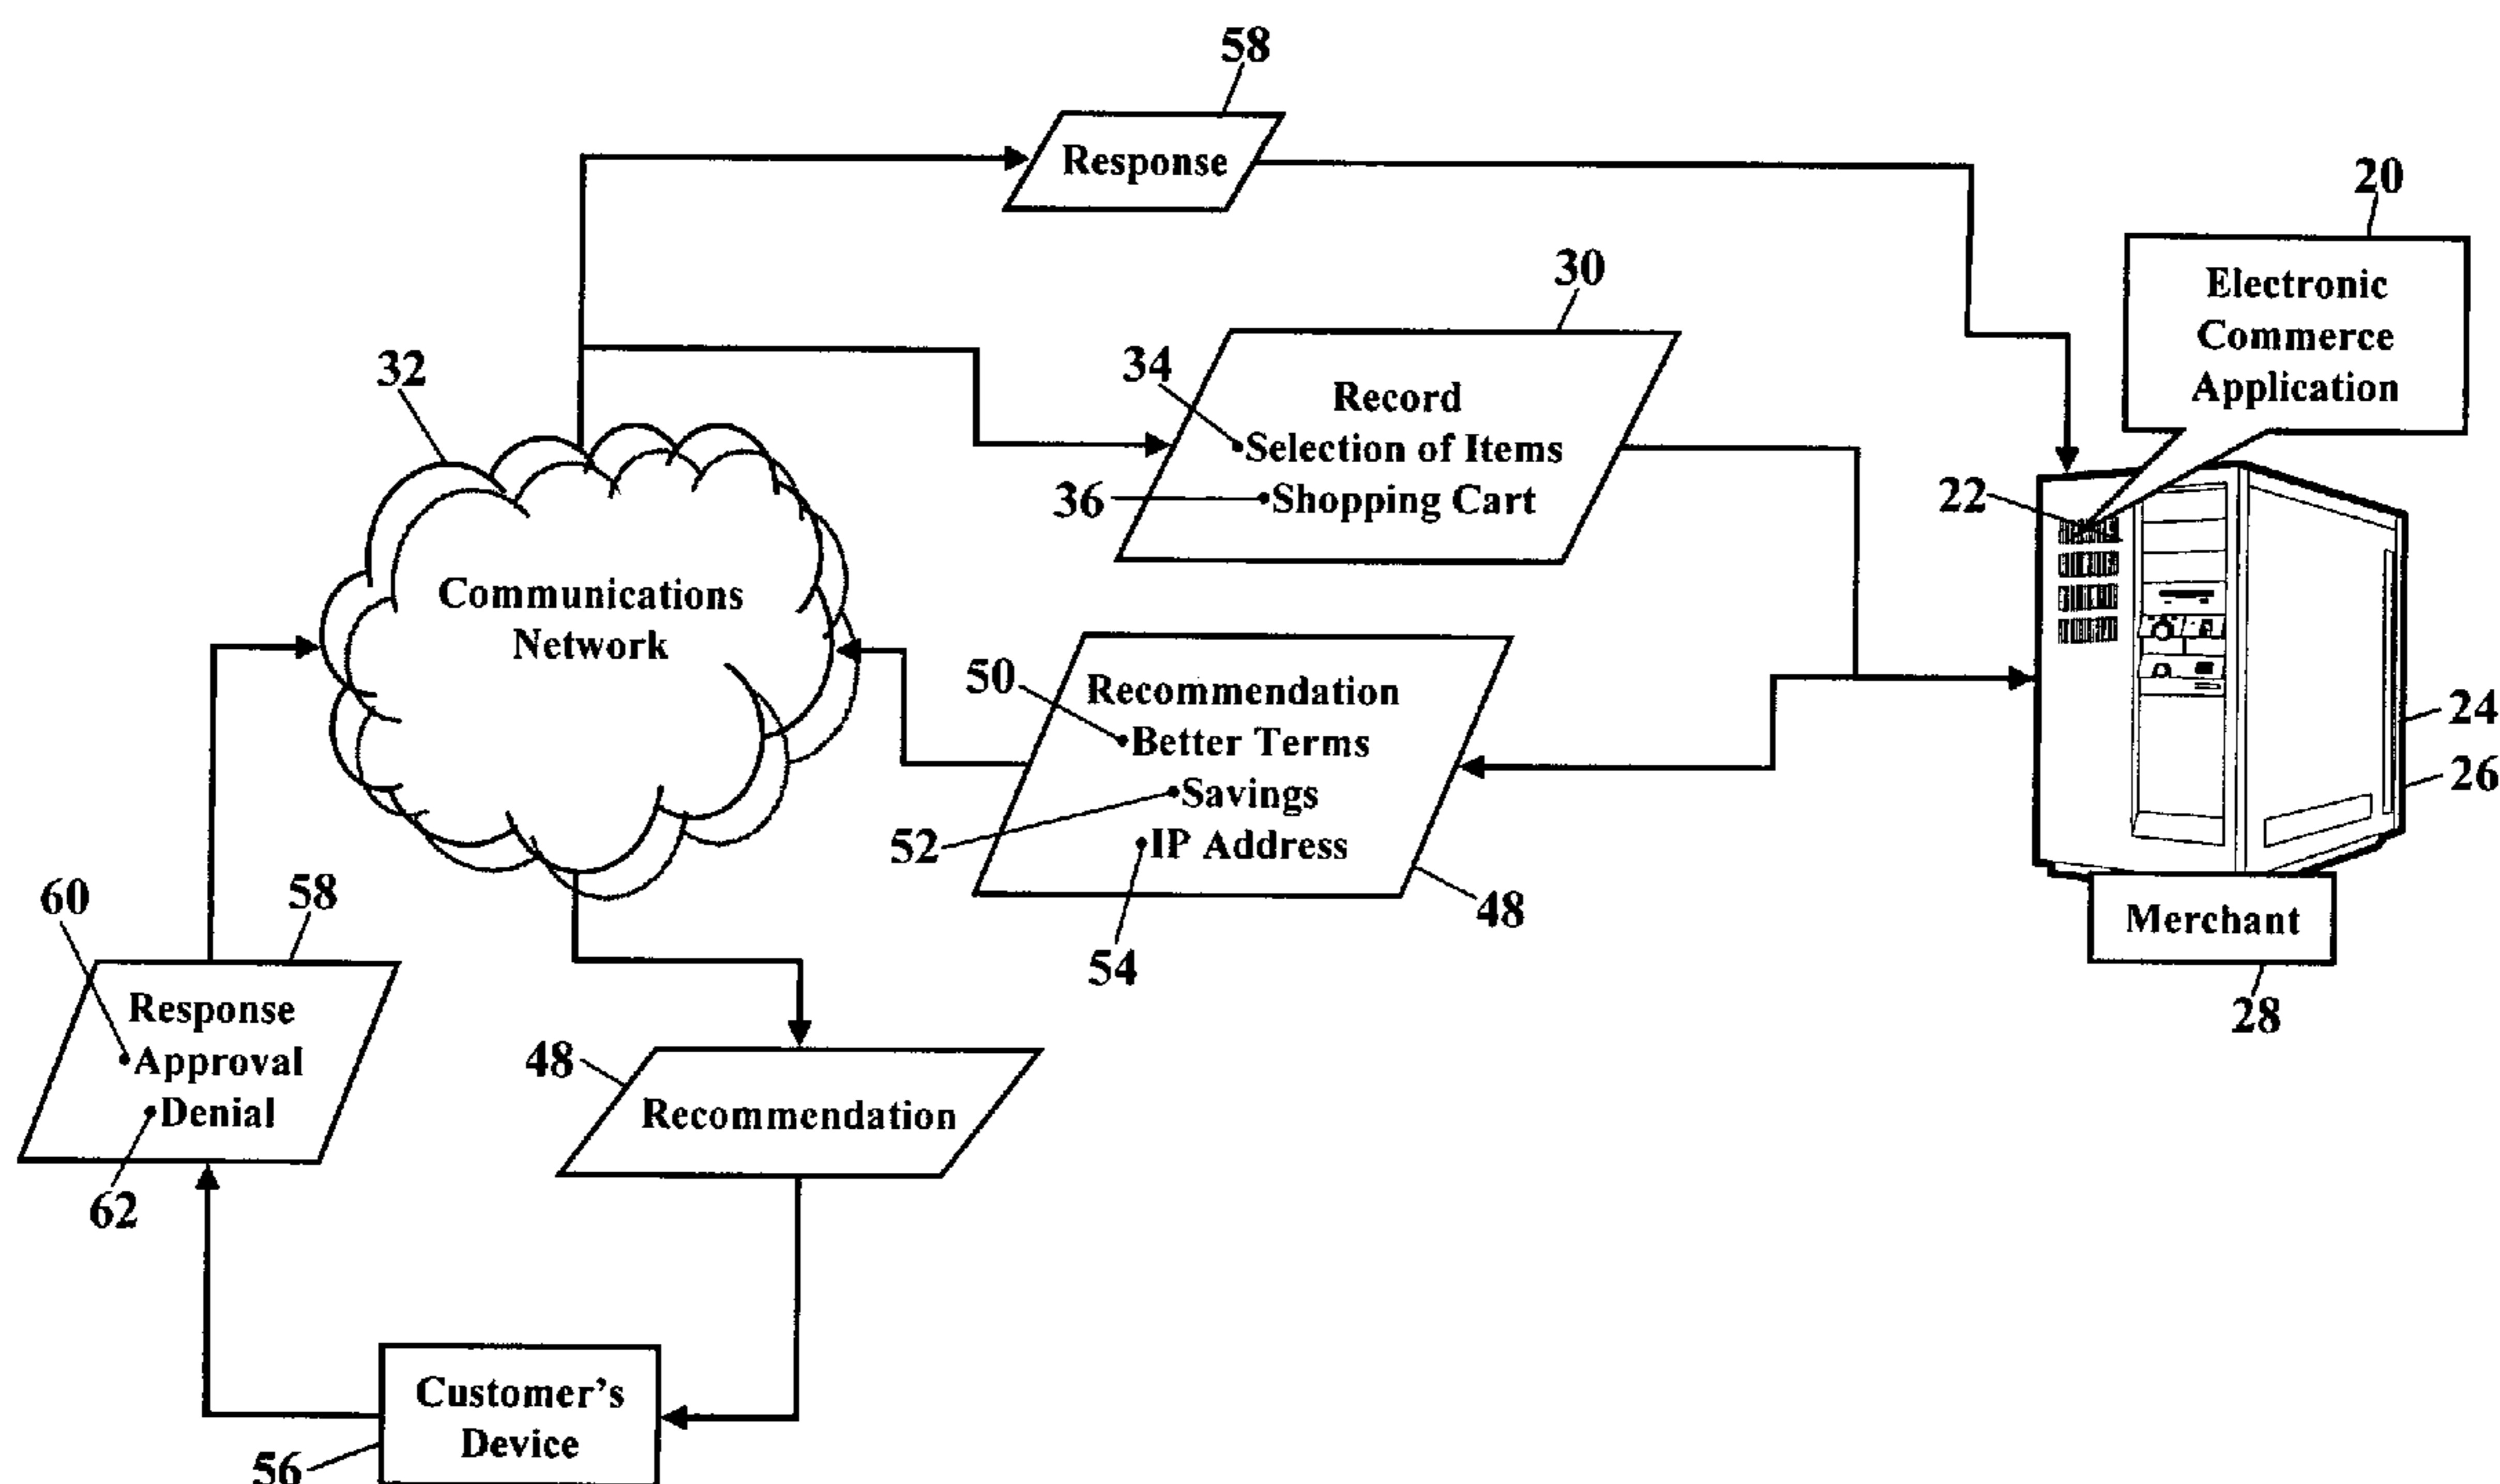 58
Response
20
Electronic
Commerce
Application
30
34
Record
•Selection of Items
36
•Shopping Cart
32
Communications
Network
22
24
26
50
Recommendation
•Better Terms
•Savings
52
•IP Address
54
48
Merchant
28
60
58
Response
•Approval
•Denial
62
48
Recommendation
Customer's
Device
56